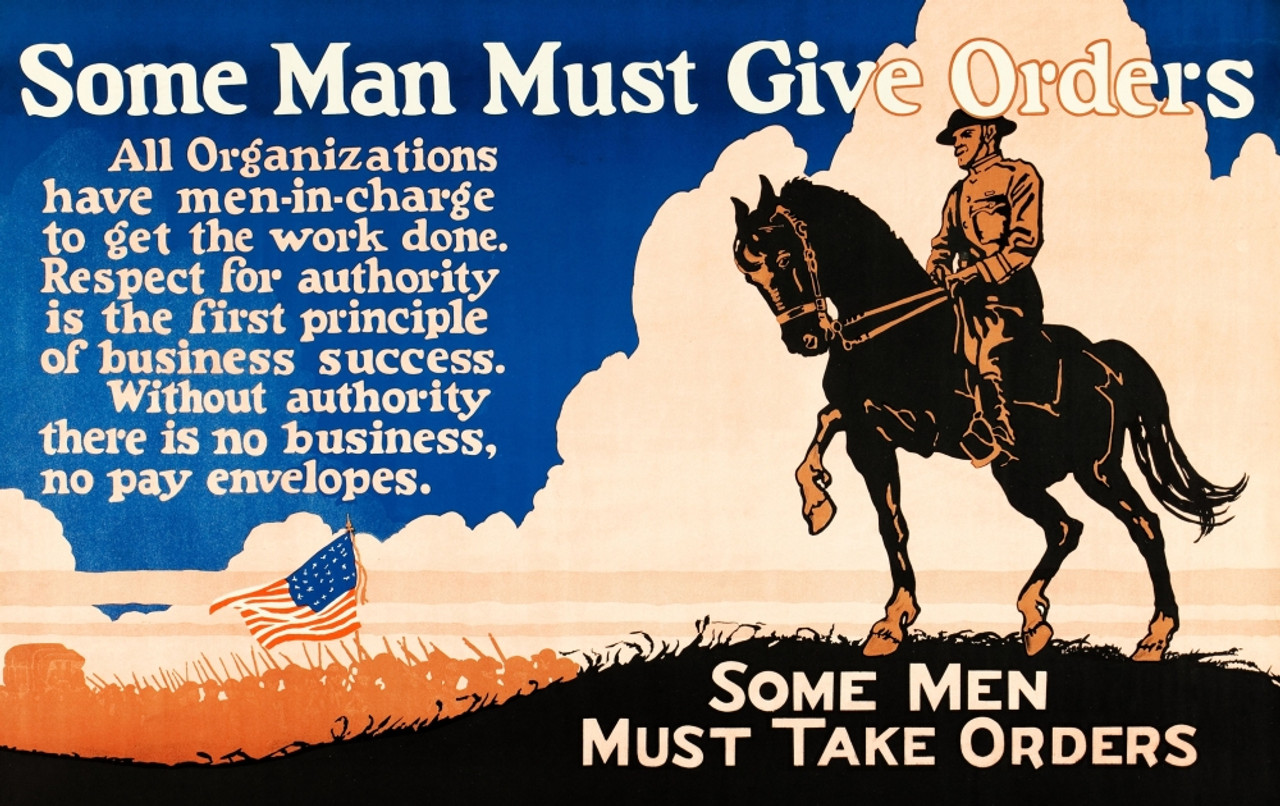 Some Man Must Give Orders
All Organizations
have men-in-charge
to get the work done.
Respect for authority
is the first principle
of business success.
Without authority
there is no business,
no pay envelopes.
SOME MEN
MUST TAKE ORDERS